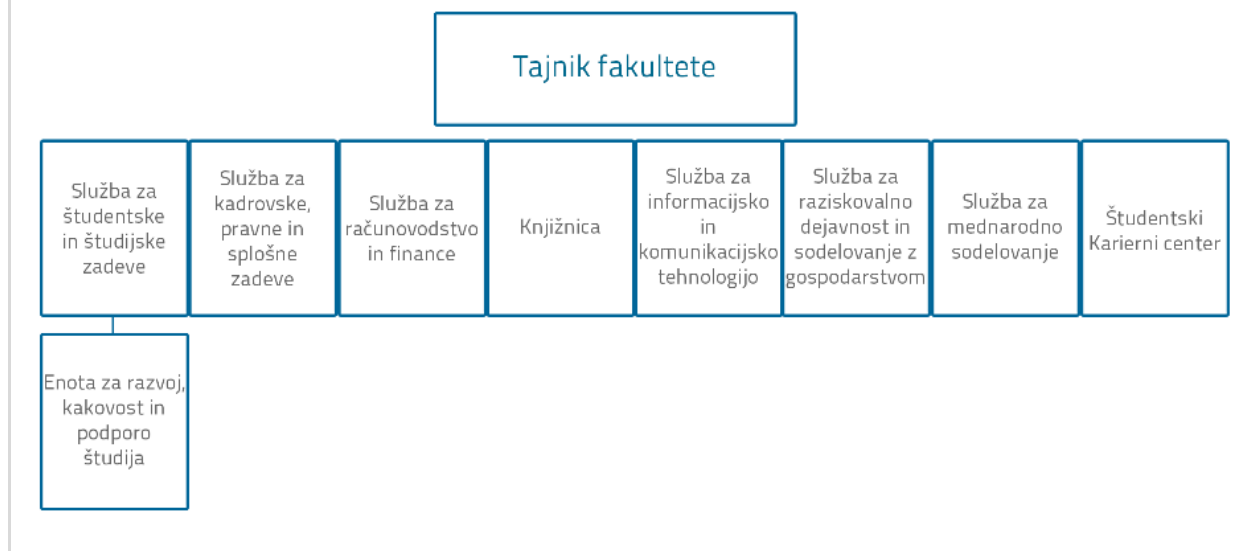 Tajnik fakultete
Služba za
študentske
in študijske
zadeve
Služba za
kadrovske,
pravne in
splošne
zadeve
Služba za
računovodstvo
in finance
Knjižnica
Služba za
informacijsko
in
komunikacijsko
tehnologijo
Služba za
raziskovalno
dejavnost in
sodelovanje z
gospodarstvom
Služba za
mednarodno
sodelovanje
Študentski
Karierni center
Enota za razvoj,
kakovost in
podporo
študija